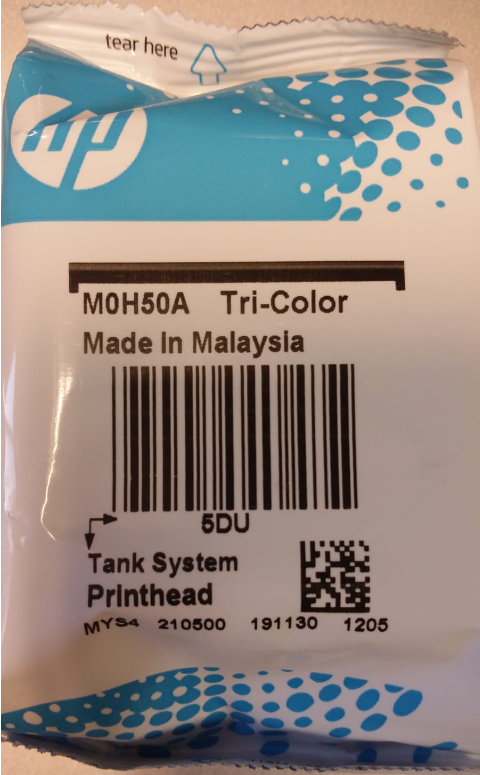 tear here
hp
M0H50A Tri-Color
Made in Malaysia
5DU
Tank System
Printhead
MYS4 210500 191130 1205